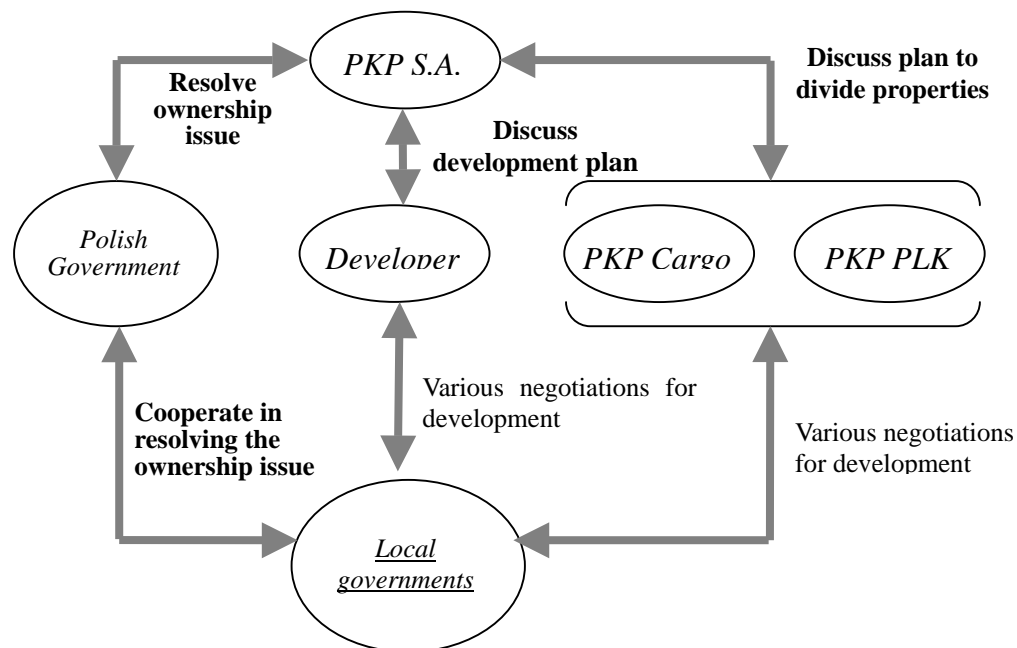 PKP S.A.
Resolve
ownership
issue
Discuss plan to
divide properties
Discuss
development plan
Polish
Government
Developer
PKP Cargo
PKP PLK
Cooperate in
resolving the
ownership issue
Various negotiations for
development
Various negotiations
for development
Local
governments